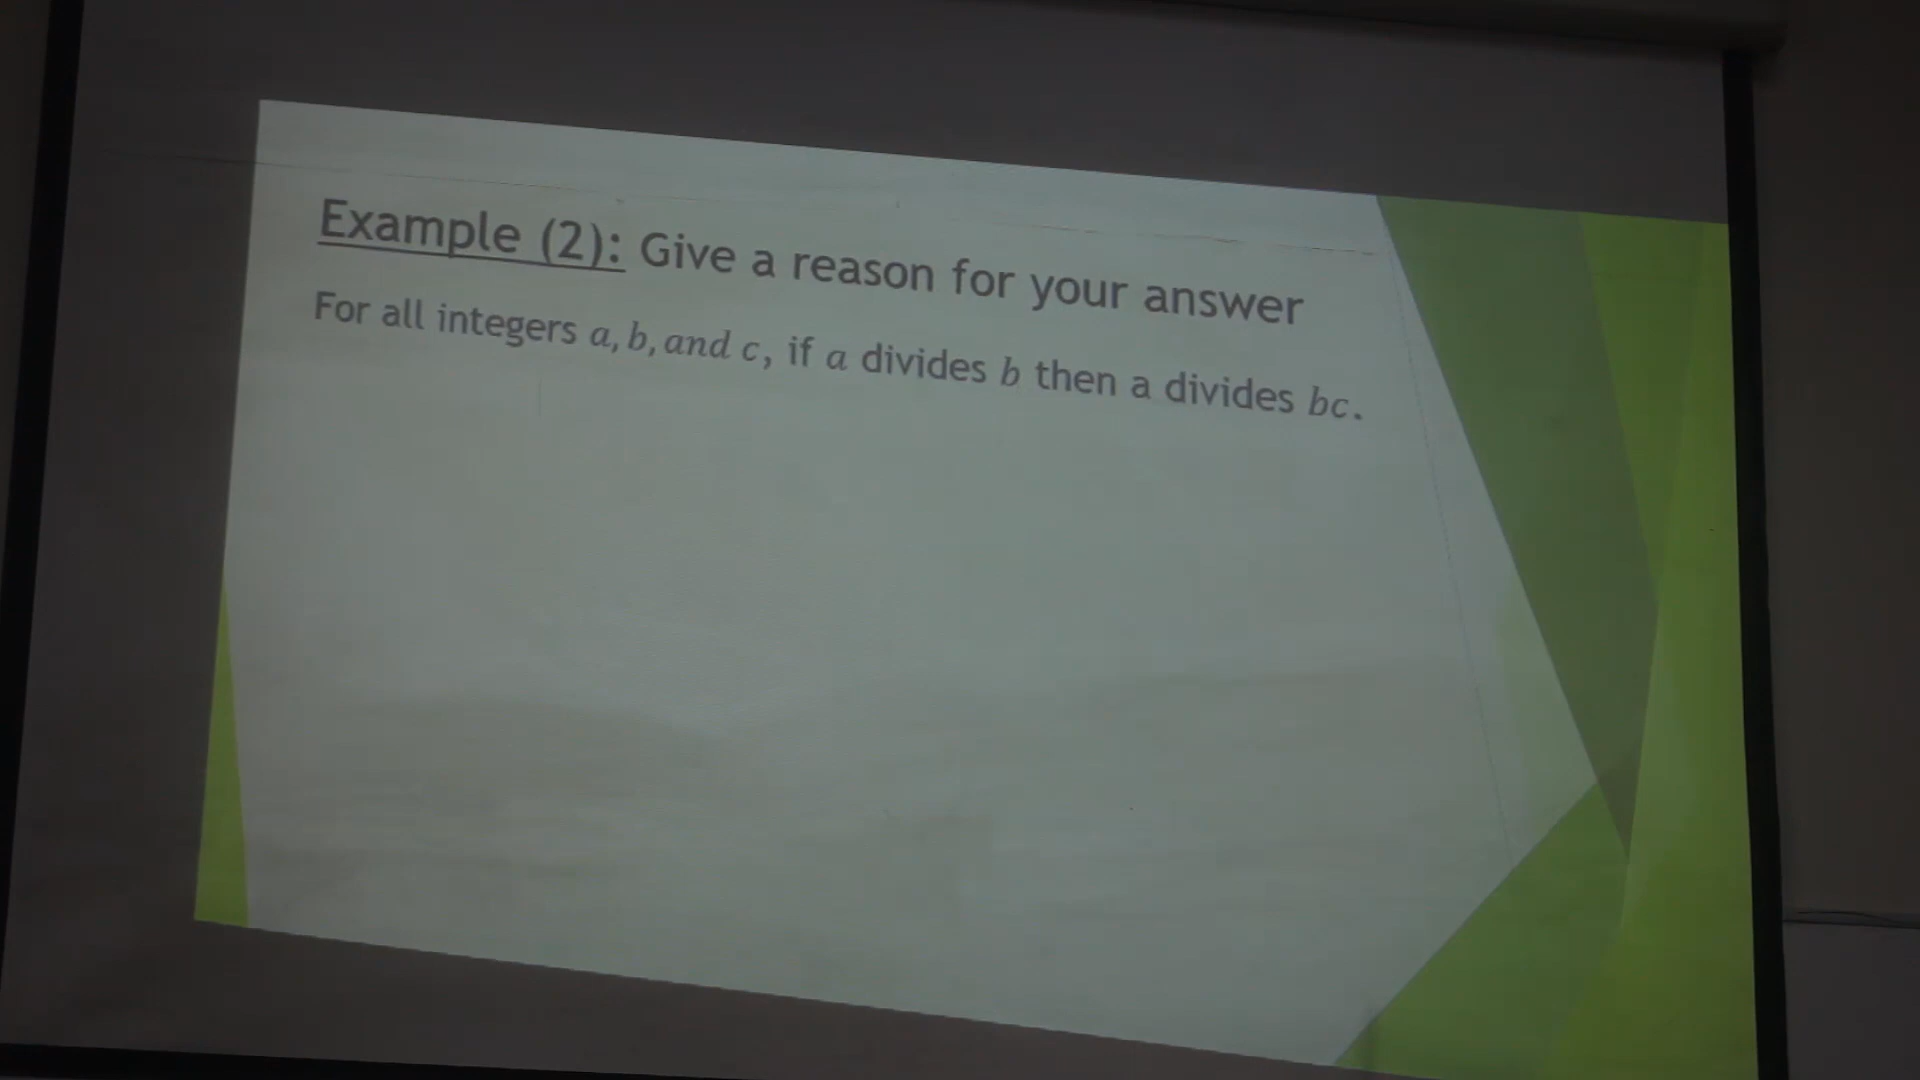 Example (2): Give a reason for your answer
For all integers a, b, and c, if a divides b then a divides bc.